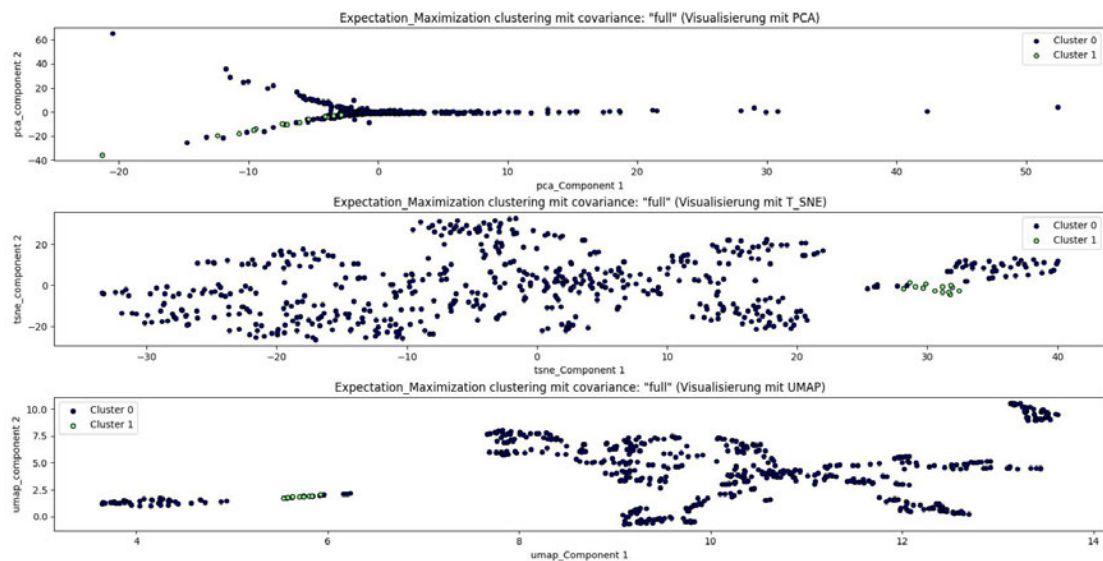 Expectation_Maximization clustering mit covariance: "full" (Visualisierung mit PCA)
60
40
20
0
−20
−40
pca_component 2
Cluster 0
Cluster 1
−20
−10
0
10
20
30
40
50
pca_Component 1
Expectation_Maximization clustering mit covariance: "full" (Visualisierung mit T_SNE)
20
0
−20
tsne_component 2
Cluster 0
Cluster 1
−30
−20
−10
0
10
20
30
40
tsne_Component 1
Expectation_Maximization clustering mit covariance: "full" (Visualisierung mit UMAP)
10.0
7.5
5.0
2.5
0.0
umap_component 2
Cluster 0
Cluster 1
4
6
8
10
12
14
umap_Component 1